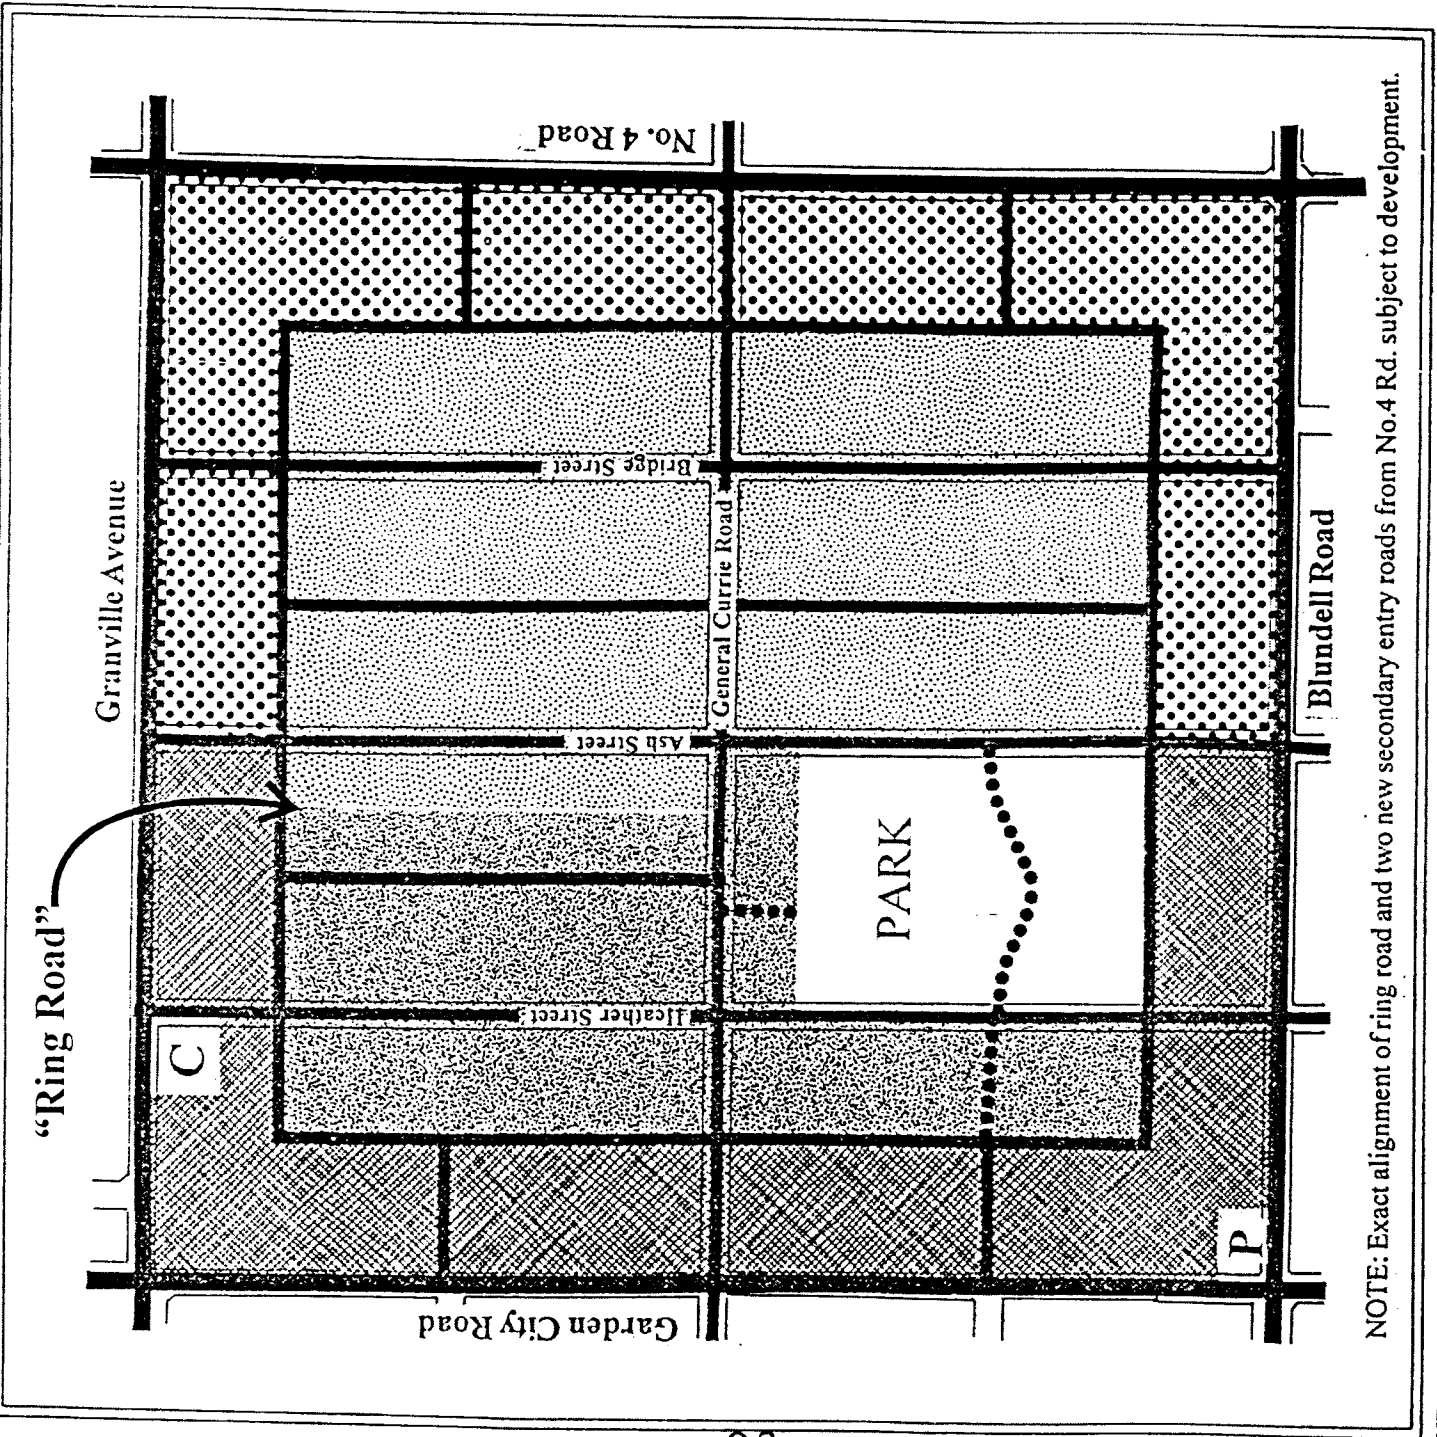 "Ring Road"
Granville Avenue
C
Garden City Road
Heather Street
Ash Street
Bridge Street
No. 4 Road
General Currie Road
PARK
P
Blundell Road
NOTE: Exact alignment of ring road and two new secondary entry roads from No.4 Rd. subject to development.